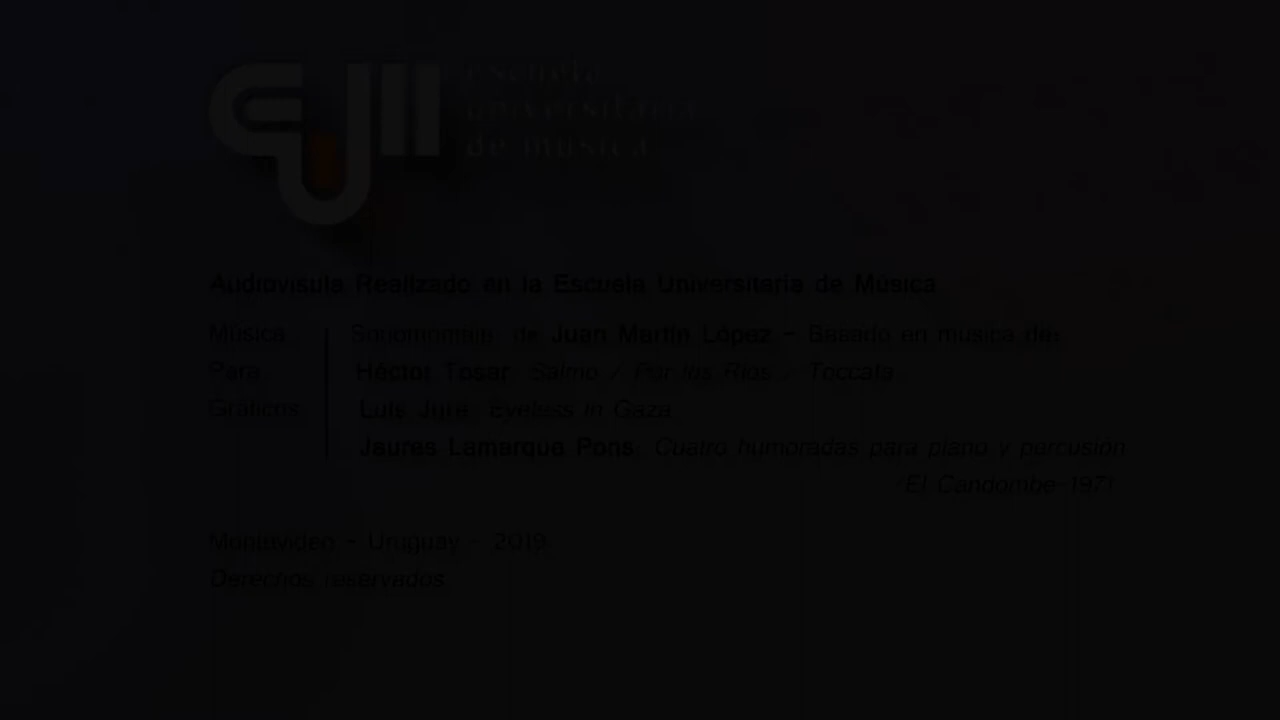 escuela
universitaria
de música
Audiovisula Realizado en la Escuela Universitaria de Música
Música Sonomontaje de Juan Martín López - Basado en música de:
Para Héctor Tosar: Salmo / Por los Ríos / Toccata
Gráficos Luis Jure: Eyeless in Gaza
Jaures Lamarque Pons: Cuatro humoradas para piano y percusión
El Candombe-1971
Montevideo - Uruguay - 2019
Derechos reservados